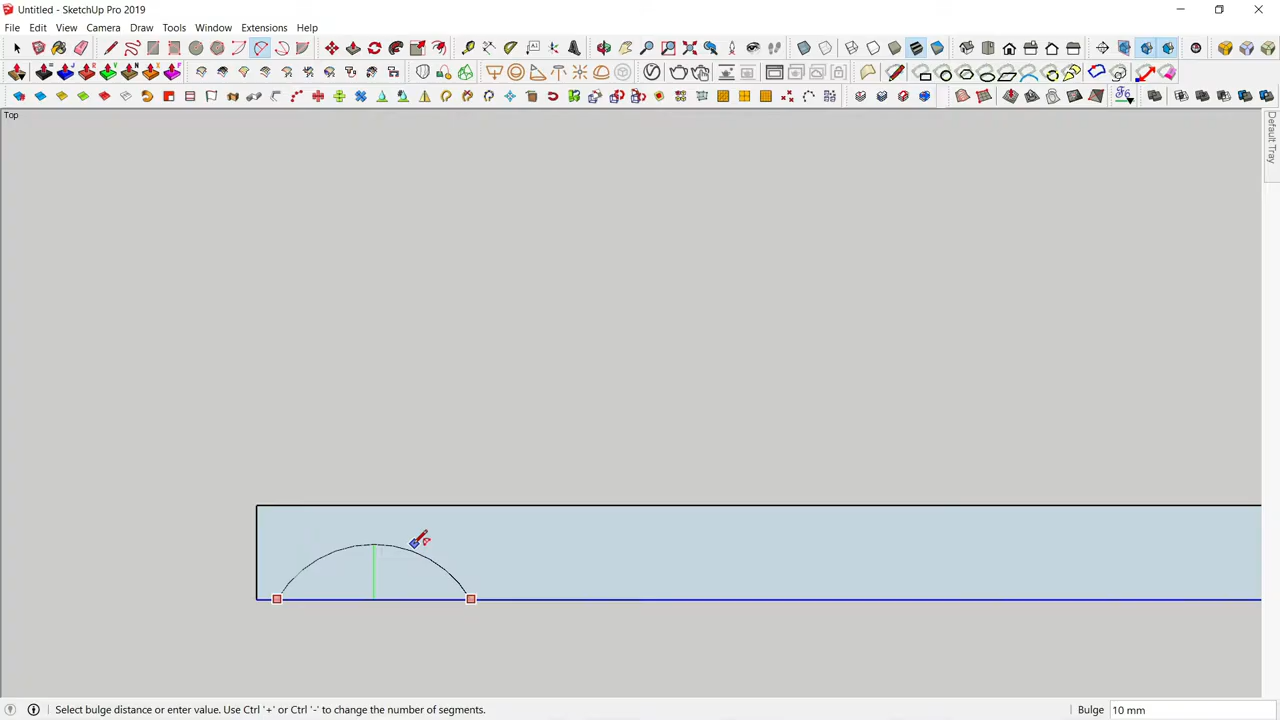 Untitled - SketchUp Pro 2019
File Edit View Camera Draw Tools Window Extensions Help
Top
Default Tray
Select bulge distance or enter value. Use Ctrl '+' or Ctrl '-' to change the number of segments.
Bulge 10 mm